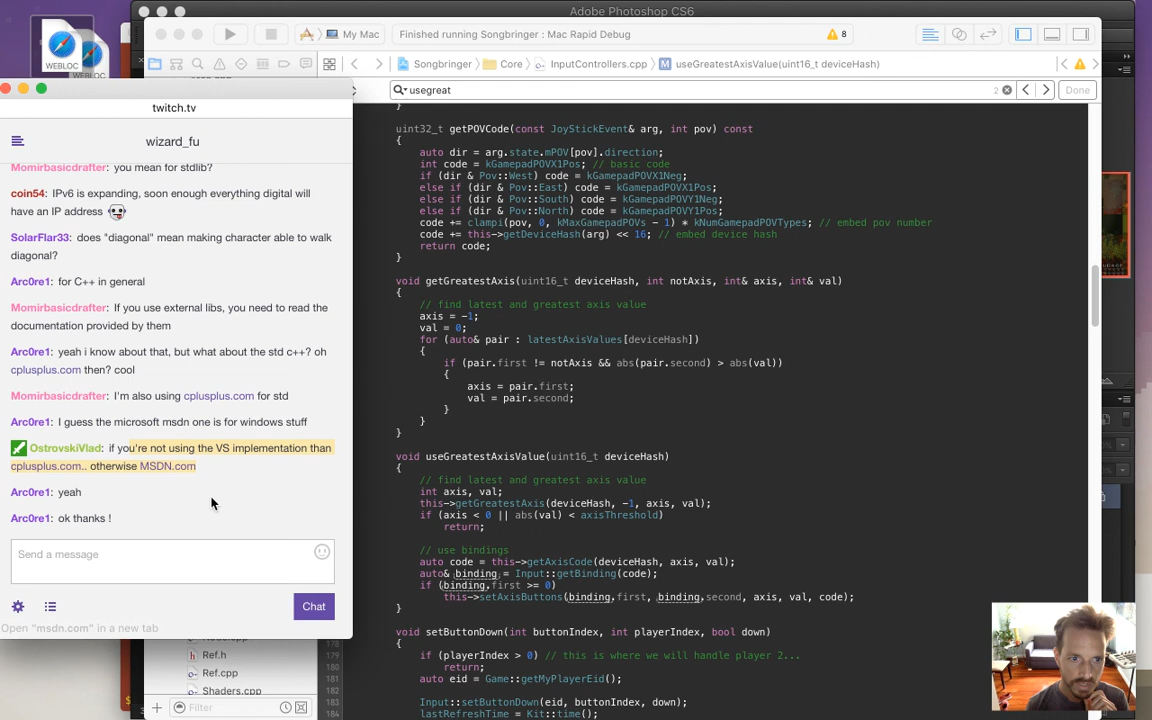 Adobe Photoshop CS6
My Mac
Finished running Songbringer : Mac Rapid Debug
8
Songbringer
Core
InputControllers.cpp
M
useGreatestAxisValue(uint16_t deviceHash)
usegreat
2
Done
WEBLOC
WEBLOC
twitch.tv
wizard_fu
Momirbasicdrafter: you mean for stdlib?
coin54: IPv6 is expanding, soon enough everything digital will
have an IP address
SolarFlar33: does "diagonal" mean making character able to walk
diagonal?
Arc0re1: for C++ in general
Momirbasicdrafter: If you use external libs, you need to read the
documentation provided by them
Arc0re1: yeah i know about that, but what about the std c++? oh
cplusplus.com then? cool
Momirbasicdrafter: I'm also using cplusplus.com for std
Arc0re1: I guess the microsoft msdn one is for windows stuff
OstrovskiVlad: if you're not using the VS implementation than
cplusplus.com.. otherwise MSDN.com
Arc0re1: yeah
Arc0re1: ok thanks !
Send a message
Chat
Open "msdn.com" in a new tab
}
uint32_t getPOVCode(const JoyStickEvent& arg, int pov) const
{
auto dir = arg.state.mPOV[pov].direction;
int code = kGamepadPOVX1Pos; // basic code
if (dir & Pov::West) code = kGamepadPOVX1Neg;
else if (dir & Pov::East) code = kGamepadPOVX1Pos;
else if (dir & Pov::South) code = kGamepadPOVY1Neg;
else if (dir & Pov::North) code = kGamepadPOVY1Pos;
code += clampi(pov, 0, kMaxGamepadPOVs - 1) * kNumGamepadPOVTypes; // embed pov number
code += this->getDeviceHash(arg) << 16; // embed device hash
return code;
}
void getGreatestAxis(uint16_t deviceHash, int notAxis, int& axis, int& val)
{
// find latest and greatest axis value
axis = -1;
val = 0;
for (auto& pair : latestAxisValues[deviceHash])
{
if (pair.first != notAxis && abs(pair.second) > abs(val))
{
axis = pair.first;
val = pair.second;
}
}
}
void useGreatestAxisValue(uint16_t deviceHash)
{
// find latest and greatest axis value
int axis, val;
this->getGreatestAxis(deviceHash, -1, axis, val);
if (axis < 0 || abs(val) < axisThreshold)
return;
// use bindings
auto code = this->getAxisCode(deviceHash, axis, val);
auto& binding = Input::getBinding(code);
if (binding.first >= 0)
this->setAxisButtons(binding.first, binding.second, axis, val, code);
}
void setButtonDown(int buttonIndex, int playerIndex, bool down)
{
if (playerIndex > 0) // this is where we will handle player 2...
return;
auto eid = Game::getMyPlayerEid();
Input::setButtonDown(eid, buttonIndex, down);
lastRefreshTime = Kit::time();
179
180
181
182
183
184
Ref.h
Ref.cpp
Shaders.cpp
Filter